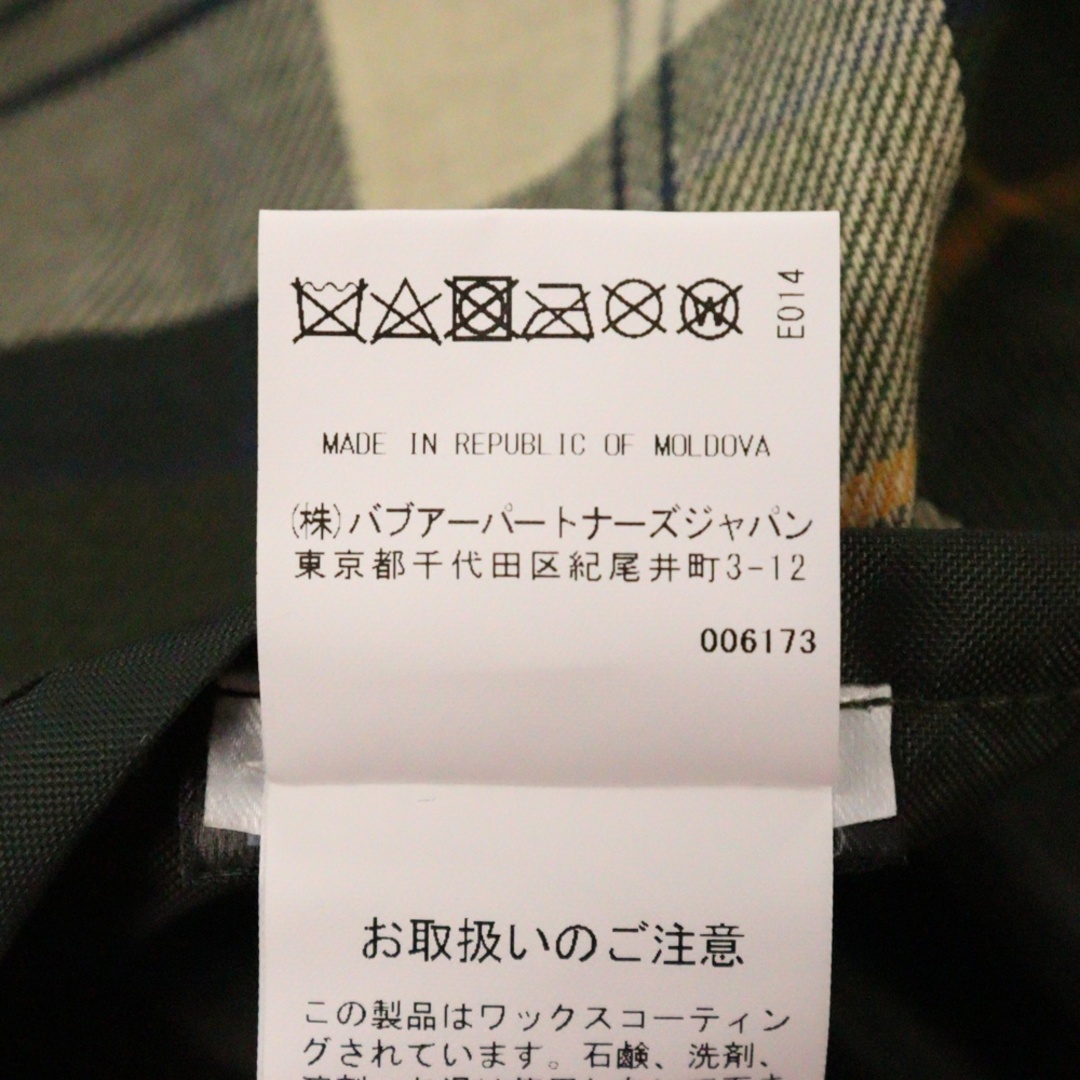 E014
MADE IN REPUBLIC OF MOLDOVA
(株)バブアーパートナーズジャパン
東京都千代田区紀尾井町3-12
006173
お取扱いのご注意
この製品はワックスコーティン
グされています。石鹸、洗剤、